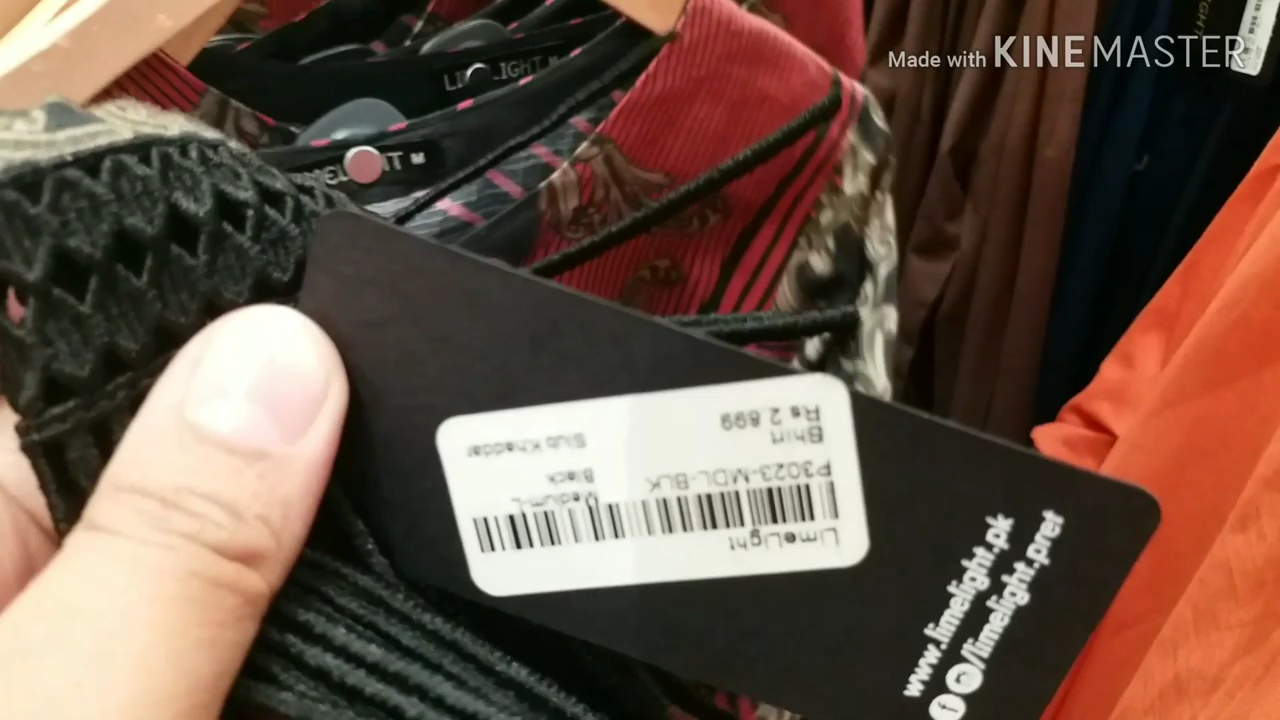 Made with KINEMASTER
LIMELIGHT M
LimeLight
P3023-MDL-BLK
Medium-L
Shirt
Black
Rs 2,699
Slub Khaddar
www.limelight.pk
/limelight.pret